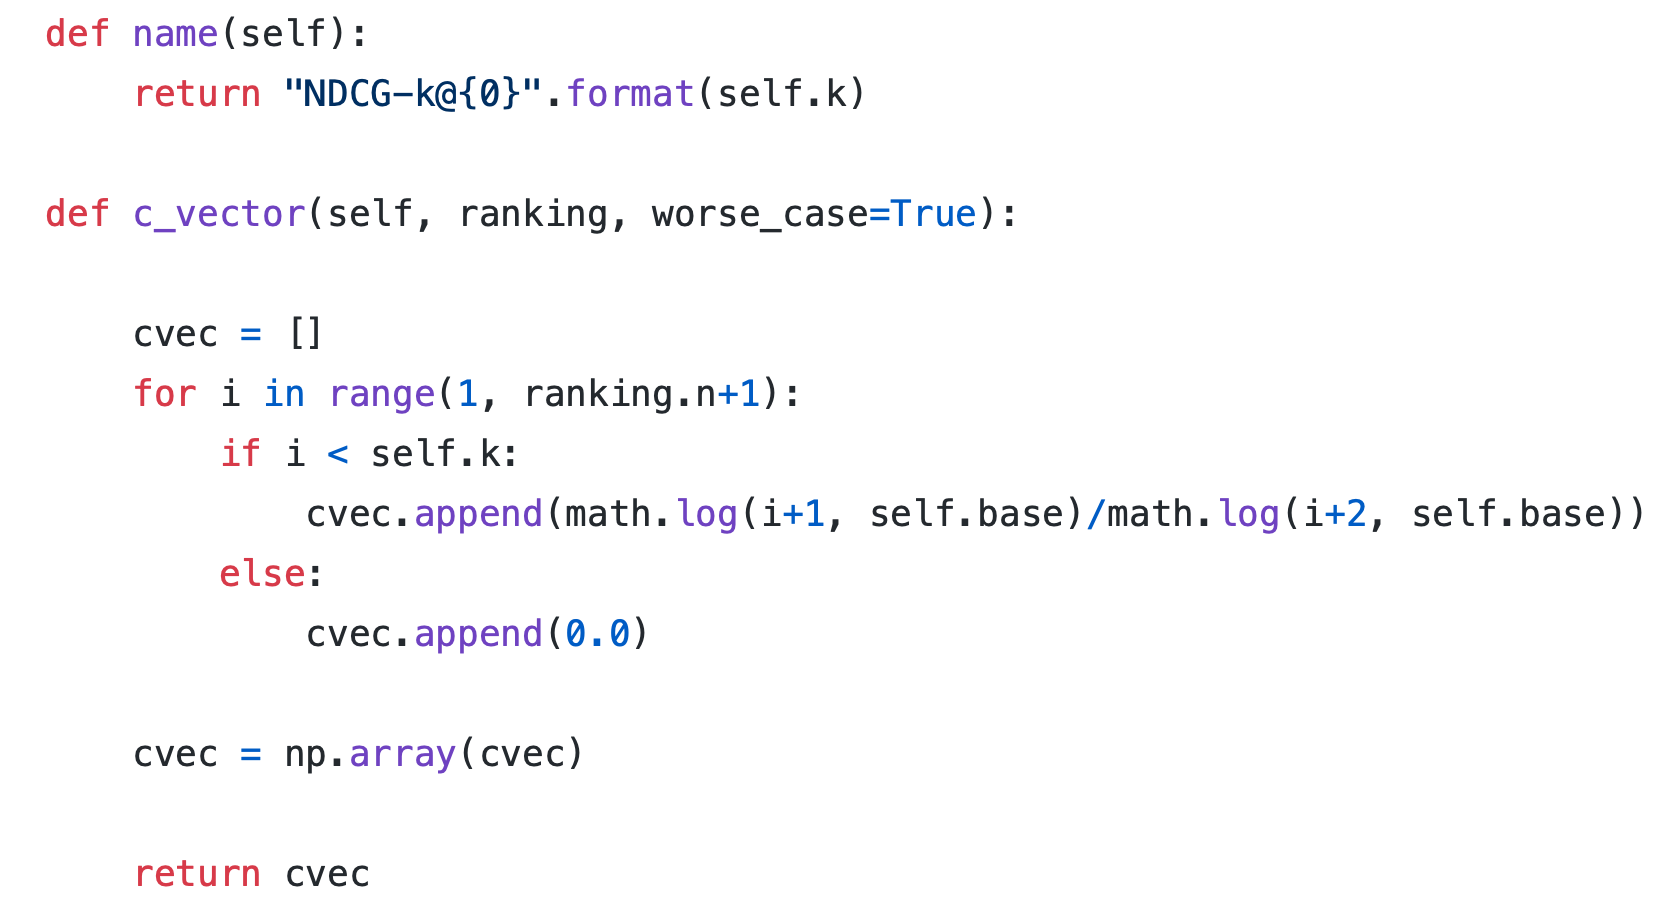 def name(self):
    return "NDCG-k@{0}".format(self.k)
def c_vector(self, ranking, worse_case=True):
    cvec = []
    for i in range(1, ranking.n+1):
        if i < self.k:
            cvec.append(math.log(i+1, self.base)/math.log(i+2, self.base))
        else:
            cvec.append(0.0)
    cvec = np.array(cvec)
    return cvec